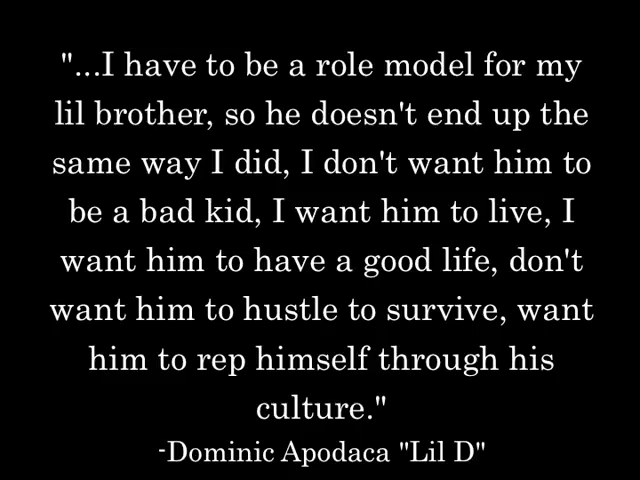 "...I have to be a role model for my
lil brother, so he doesn't end up the
same way I did, I don't want him to
be a bad kid, I want him to live, I
want him to have a good life, don't
want him to hustle to survive, want
him to rep himself through his
culture."
-Dominic Apodaca "Lil D"